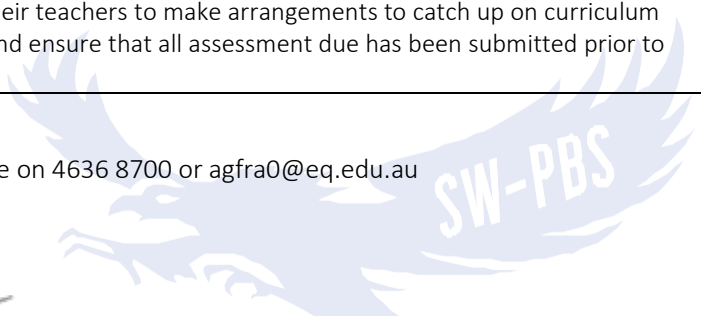 eir teachers to make arrangements to catch up on curriculum
nd ensure that all assessment due has been submitted prior to
e on 4636 8700 or agfra0@eq.edu.au
SW-PBS